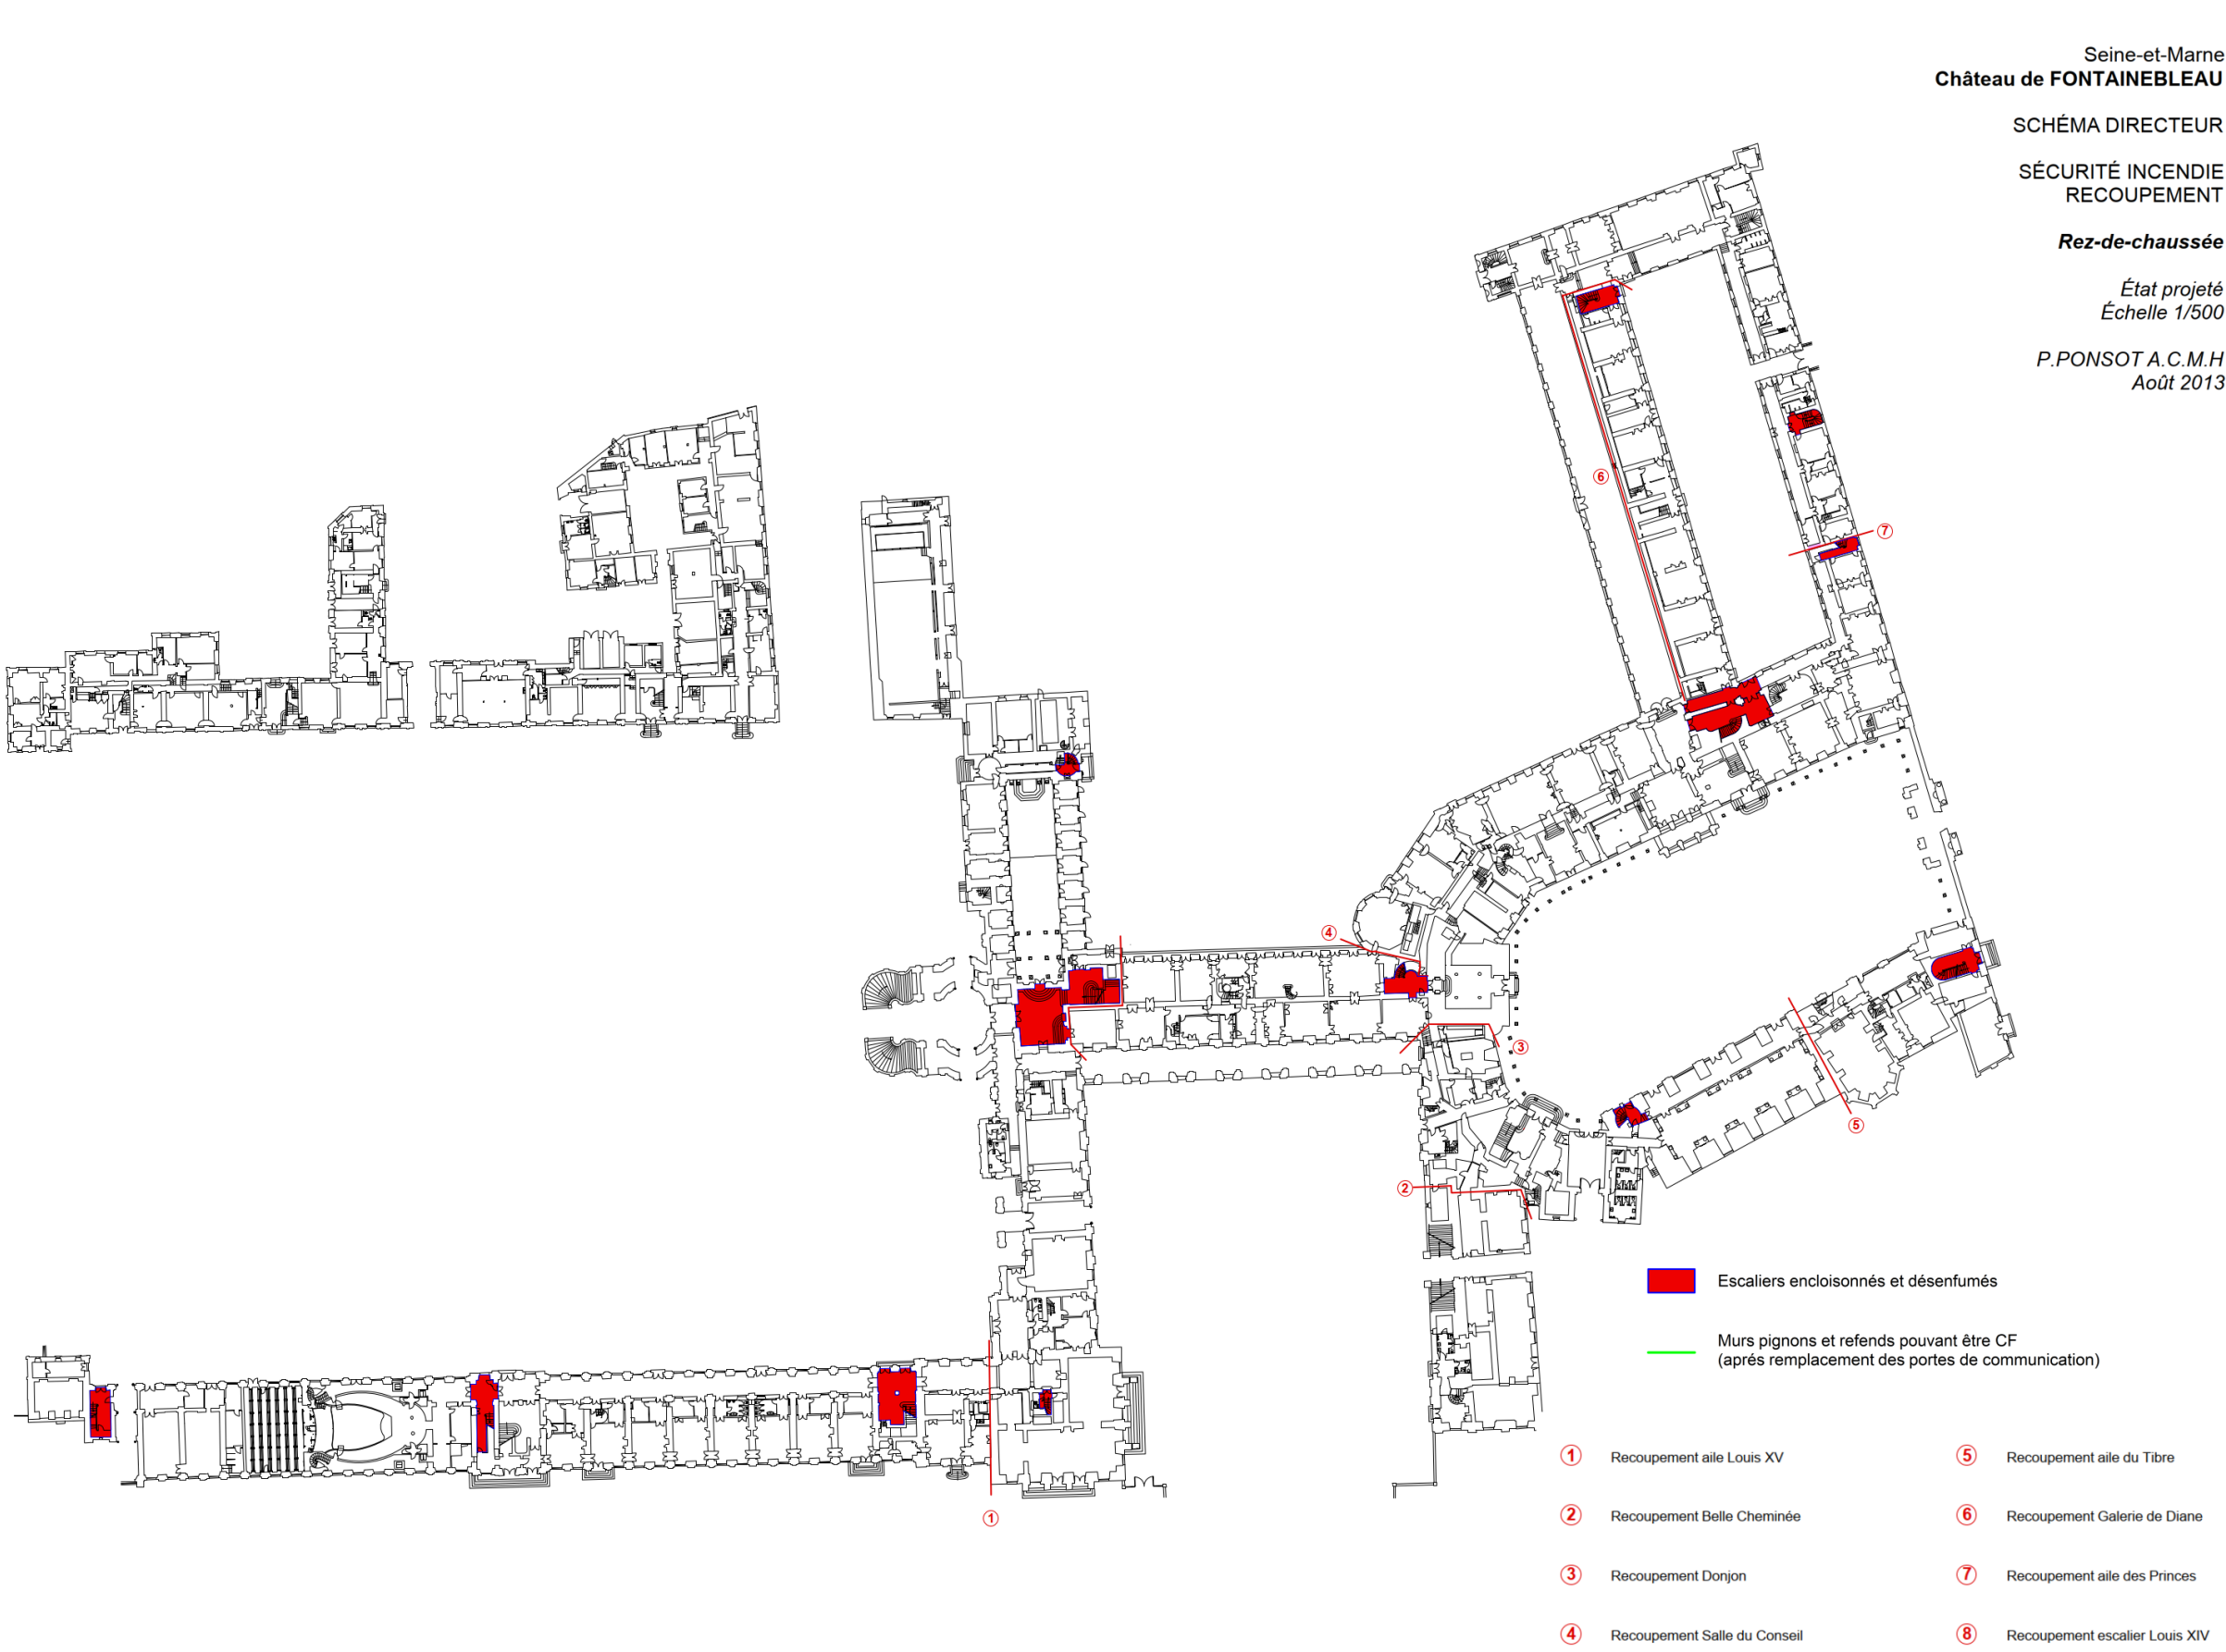 Seine-et-Marne
Château de FONTAINEBLEAU
SCHÉMA DIRECTEUR
SÉCURITÉ INCENDIE
RECOUPEMENT
Rez-de-chaussée
État projeté
Échelle 1/500
P.PONSOT A.C.M.H
Août 2013
6
7
4
3
5
2
1
Escaliers encloisonnés et désenfumés
Murs pignons et refends pouvant être CF
(aprés remplacement des portes de communication)
1 Recoupement aile Louis XV
2 Recoupement Belle Cheminée
3 Recoupement Donjon
4 Recoupement Salle du Conseil
5 Recoupement aile du Tibre
6 Recoupement Galerie de Diane
7 Recoupement aile des Princes
8 Recoupement escalier Louis XIV